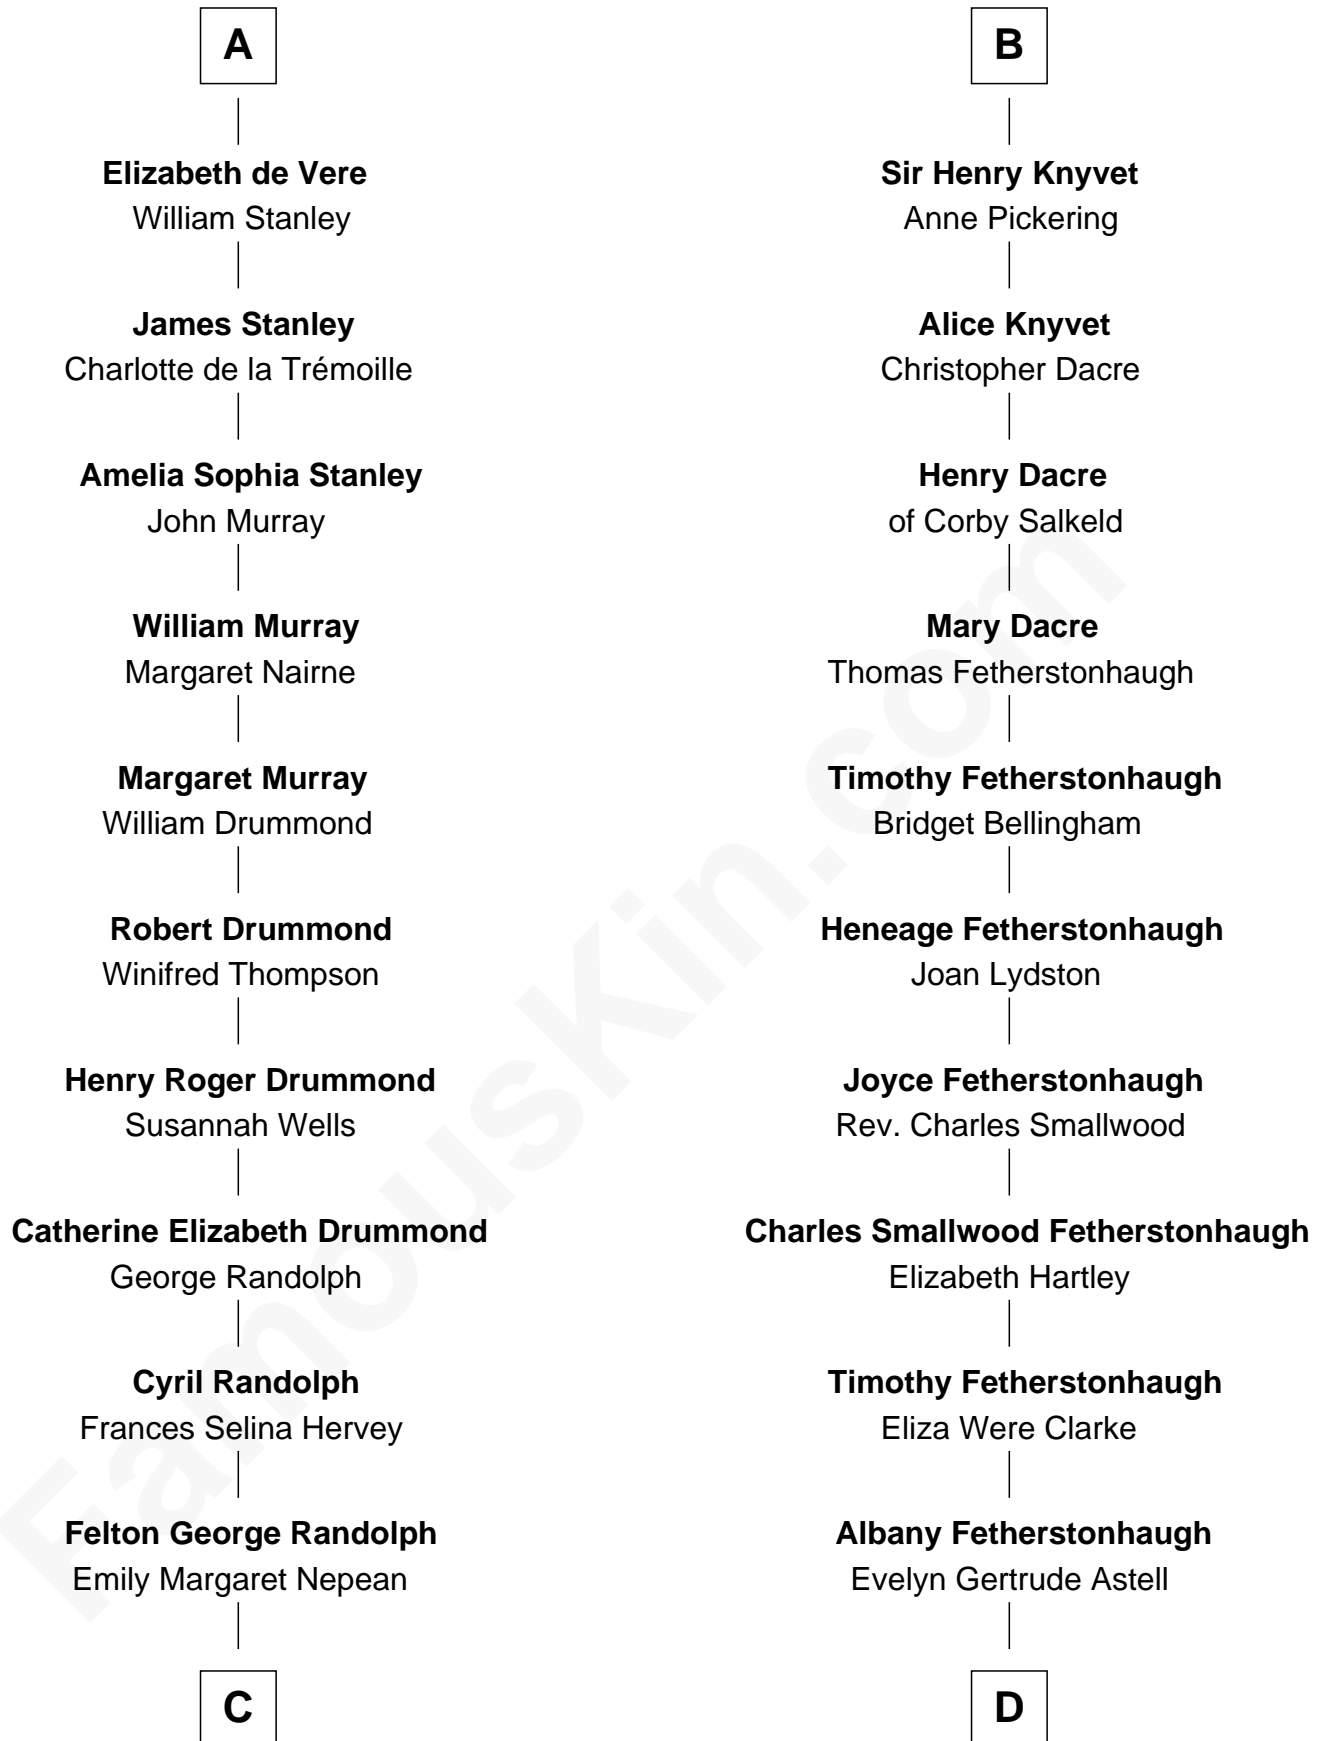 A
Elizabeth de Vere
William Stanley
James Stanley
Charlotte de la Trémoille
Amelia Sophia Stanley
John Murray
William Murray
Margaret Nairne
Margaret Murray
William Drummond
Robert Drummond
Winifred Thompson
Henry Roger Drummond
Susannah Wells
Catherine Elizabeth Drummond
George Randolph
Cyril Randolph
Frances Selina Hervey
Felton George Randolph
Emily Margaret Nepean
C
B
Sir Henry Knyvet
Anne Pickering
Alice Knyvet
Christopher Dacre
Henry Dacre
of Corby Salkeld
Mary Dacre
Thomas Fetherstonhaugh
Timothy Fetherstonhaugh
Bridget Bellingham
Heneage Fetherstonhaugh
Joan Lydston
Joyce Fetherstonhaugh
Rev. Charles Smallwood
Charles Smallwood Fetherstonhaugh
Elizabeth Hartley
Timothy Fetherstonhaugh
Eliza Were Clarke
Albany Fetherstonhaugh
Evelyn Gertrude Astell
D
FamousKin.com